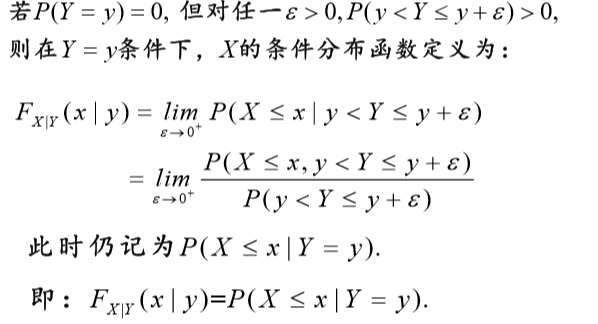 若P(Y = y) = 0, 但对任一ε > 0, P(y < Y ≤ y + ε) > 0,
则在Y = y条件下，X的条件分布函数定义为：
F_{X|Y}(x | y) = lim_{ε→0⁺} P(X ≤ x | y < Y ≤ y + ε)
= lim_{ε→0⁺} \frac{P(X ≤ x, y < Y ≤ y + ε)}{P(y < Y ≤ y + ε)}
此时仍记为P(X ≤ x | Y = y).
即：F_{X|Y}(x | y)=P(X ≤ x | Y = y).